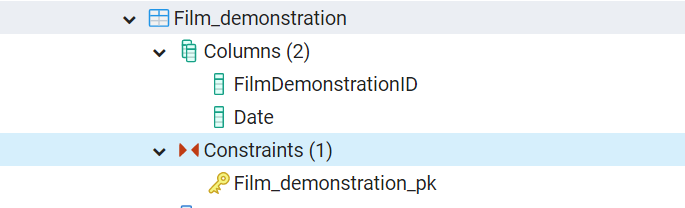 Film_demonstration
Columns (2)
FilmDemonstrationID
Date
Constraints (1)
Film_demonstration_pk